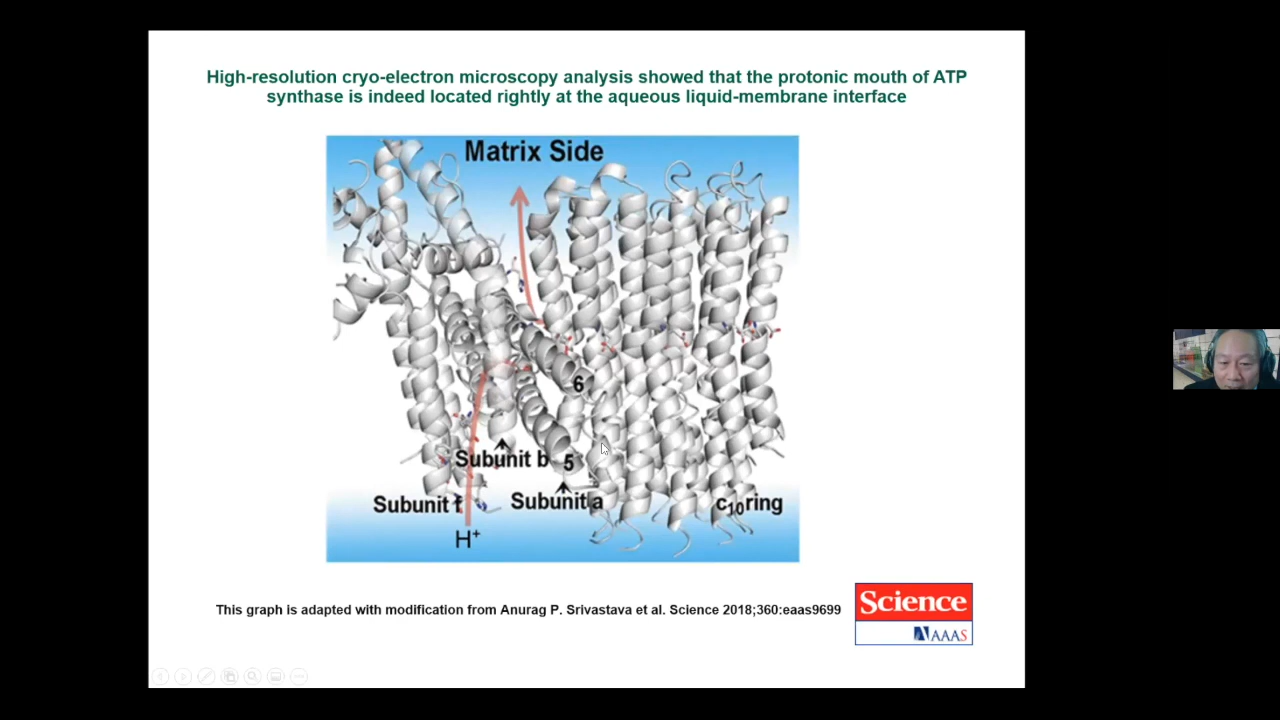 High-resolution cryo-electron microscopy analysis showed that the protonic mouth of ATP
synthase is indeed located rightly at the aqueous liquid-membrane interface
Matrix Side
6
Subunit b
5
Subunit f
Subunit a
c10ring
H+
This graph is adapted with modification from Anurag P. Srivastava et al. Science 2018;360:eaas9699
Science
AAAS